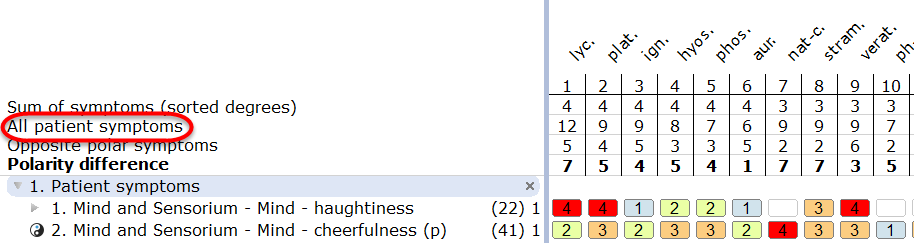 lyc. plat. ign. hyos. phos. aur. nat-c. stram. verat. ph
1 2 3 4 5 6 7 8 9 10
Sum of symptoms (sorted degrees) 4 4 4 4 4 4 3 3 3 3
All patient symptoms 12 9 9 8 7 6 9 9 9 7
Opposite polar symptoms 5 4 5 3 3 5 2 2 6 2
Polarity difference 7 5 4 5 4 1 7 7 3 5
1. Patient symptoms
1. Mind and Sensorium - Mind - haughtiness (22) 1 4 4 1 2 2 1 3 4
2. Mind and Sensorium - Mind - cheerfulness (p) (41) 1 2 3 2 3 3 2 4 3 3 1